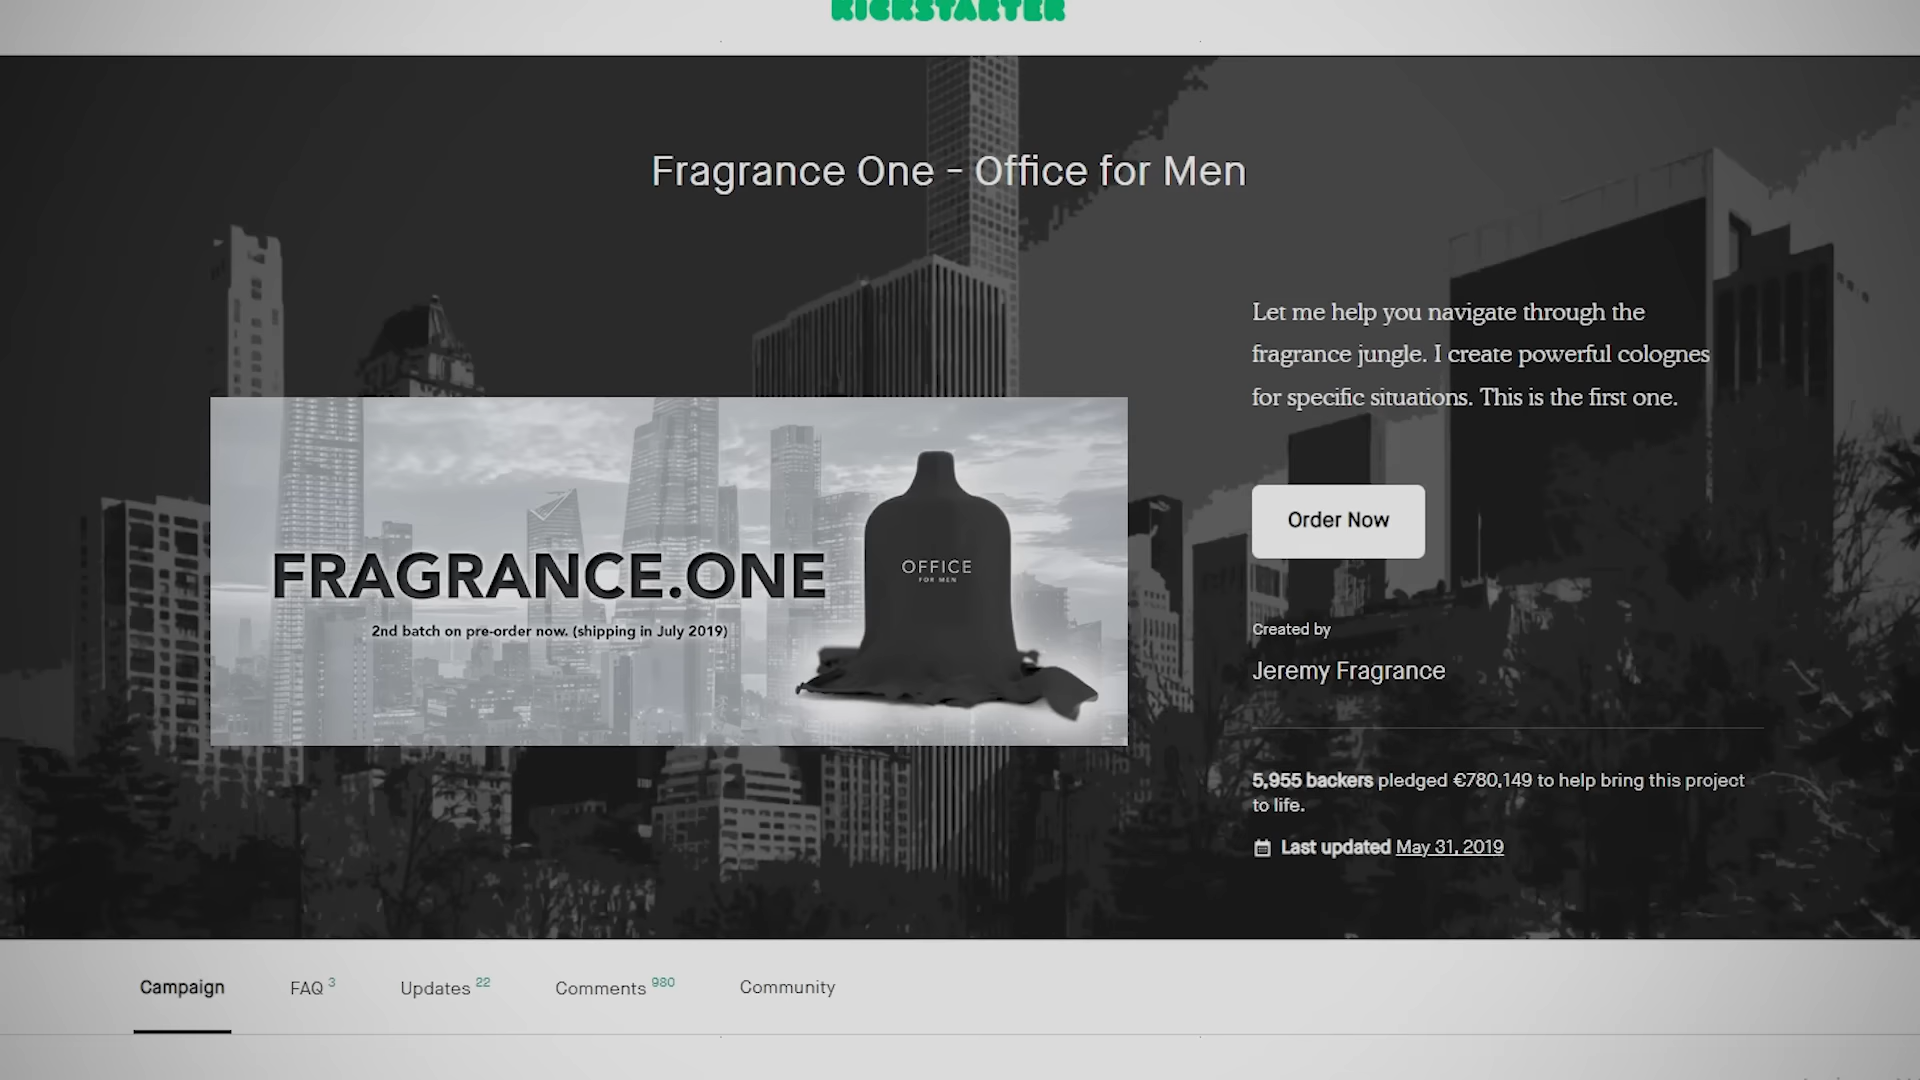 KICKSTARTER
Fragrance One - Office for Men
Let me help you navigate through the
fragrance jungle. I create powerful colognes
for specific situations. This is the first one.
FRAGRANCE.ONE
2nd batch on pre-order now. (shipping in July 2019)
OFFICE
FOR MEN
Order Now
Created by
Jeremy Fragrance
5,955 backers pledged €780,149 to help bring this project
to life.
Last updated May 31, 2019
Campaign FAQ 3 Updates 22 Comments 980 Community